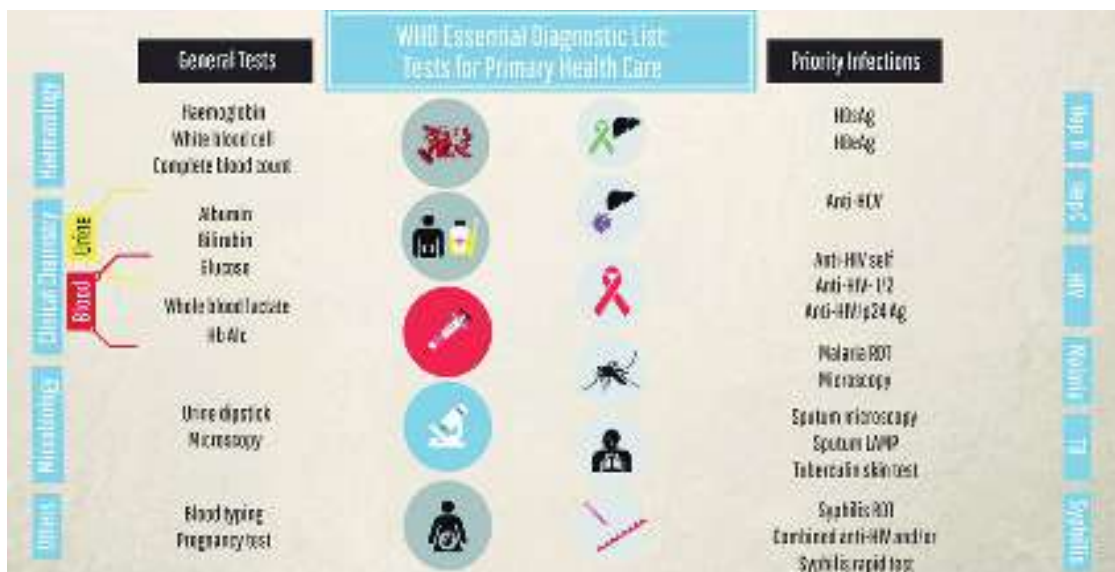 WHO Essential Diagnostic List:
Tests for Primary Health Care
General Tests
Haematology
Haemoglobin
White blood cell
Complete blood count
Clinical Chemistry
Urine
Blood
Albumin
Bilirubin
Glucose
Whole blood lactate
Hb A1c
Microbiology
Urine dipstick
Microscopy
Others
Blood typing
Pregnancy test
Priority Infections
HBsAg
HBeAg
Hep B
Anti-HCV
Hep C
Anti-HIV self
Anti-HIV- 1/2
Anti-HIV/p24 Ag
HIV
Malaria RDT
Microscopy
Malaria
Sputum microscopy
Sputum LAMP
Tuberculin skin test
TB
Syphilis RDT
Combined anti-HIV and/or
Syphilis rapid test
Syphilis